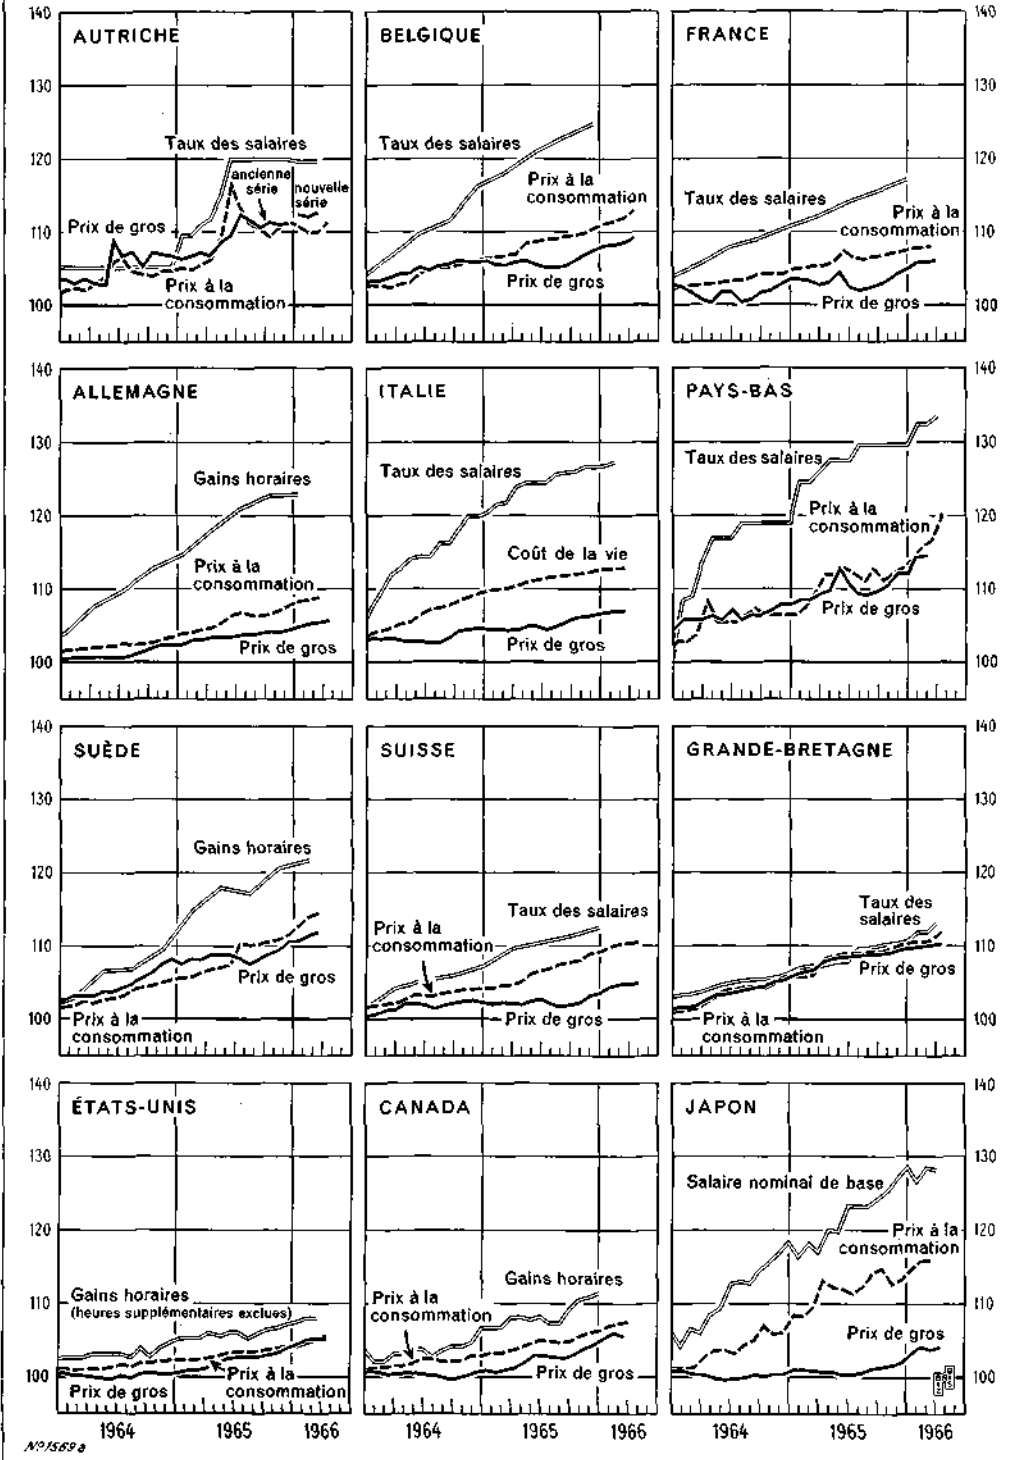 140
130
120
110
100
AUTRICHE
Taux des salaires
ancienne
série
nouvelle
série
Prix de gros
Prix à la
consommation
BELGIQUE
Taux des salaires
Prix à la
consommation
Prix de gros
FRANCE
Taux des salaires
Prix à la
consommation
Prix de gros
140
130
120
110
100
140
130
120
110
100
ALLEMAGNE
Gains horaires
Prix à la
consommation
Prix de gros
ITALIE
Taux des salaires
Coût de la vie
Prix de gros
PAYS-BAS
Taux des salaires
Prix à la
consommation
Prix de gros
140
130
120
110
100
140
130
120
110
100
SUÈDE
Gains horaires
Prix de gros
Prix à la
consommation
SUISSE
Taux des salaires
Prix à la
consommation
Prix de gros
GRANDE-BRETAGNE
Taux des
salaires
Prix de gros
Prix à la
consommation
140
130
120
110
100
140
130
120
110
100
ÉTATS-UNIS
Gains horaires
(heures supplémentaires exclues)
Prix de gros
Prix à la
consommation
CANADA
Gains horaires
Prix à la
consommation
Prix de gros
JAPON
Salaire nominal de base
Prix à la
consommation
Prix de gros
140
130
120
110
100
1964 1965 1966
1964 1965 1966
1964 1965 1966
Nº 1569 a